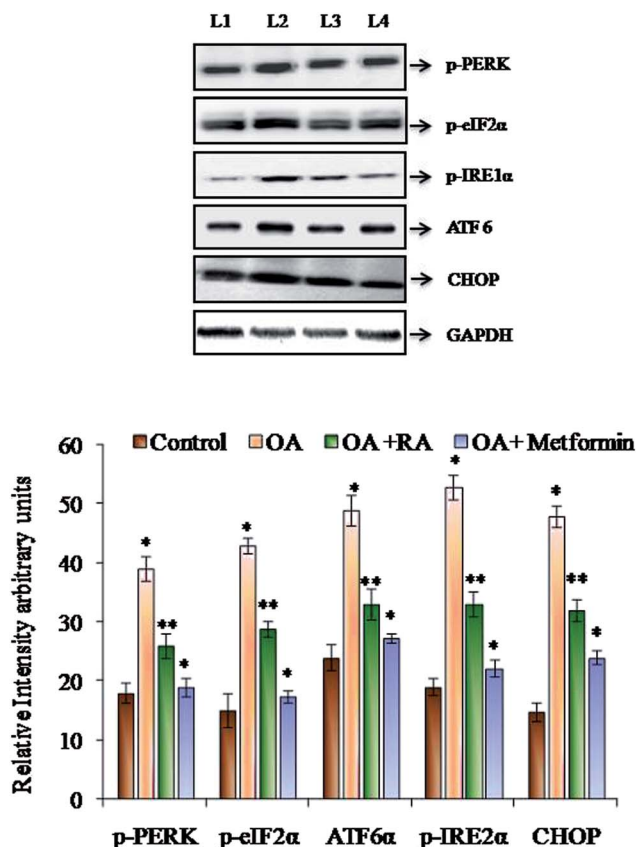 L1 L2 L3 L4
p-PERK
p-eIF2α
p-IRE1α
ATF6
CHOP
GAPDH
Control OA OA +RA OA+ Metformin
Relative Intensity arbitrary units
60
50
40
30
20
10
0
* * * * *
** ** ** ** **
* * * * *
p-PERK p-eIF2α ATF6α p-IRE2α CHOP